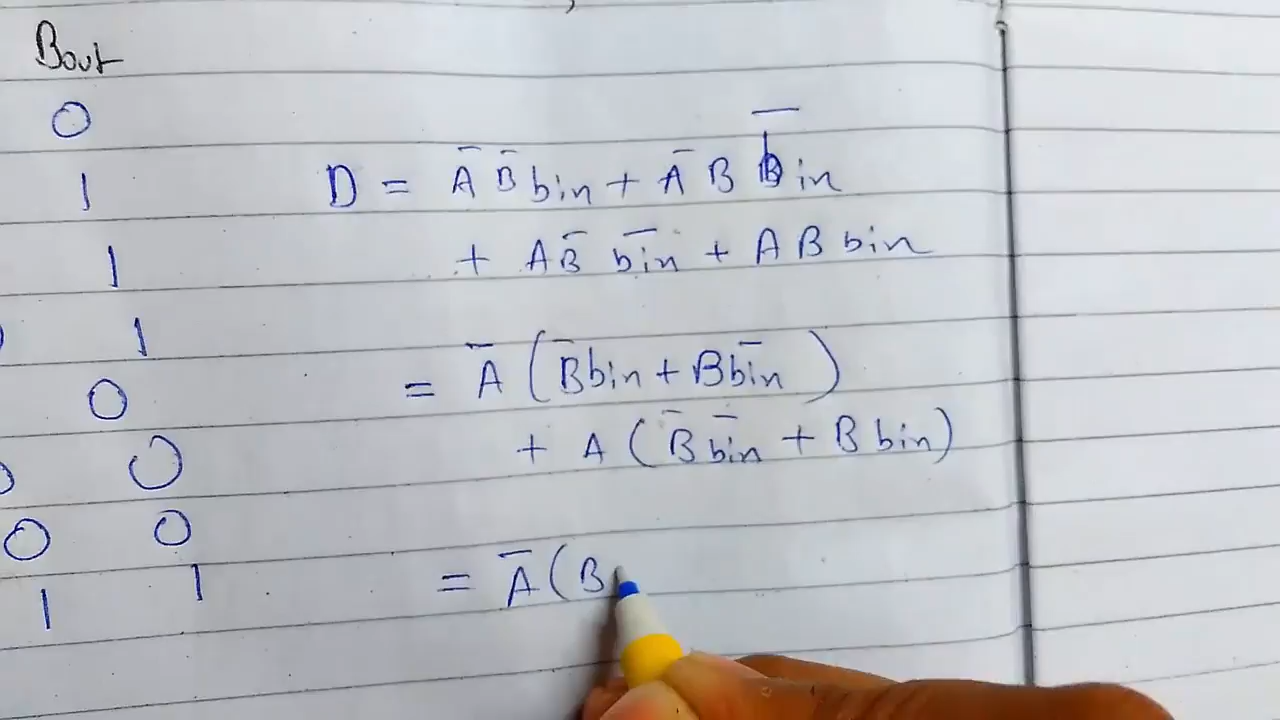 Bout
0
1
D = A̅ B̅ bin + A̅ B b̅i̅n̅
1
+ A B̅ b̅i̅n̅ + A B bin
1
= A̅ ( B̅ bin + B b̅i̅n̅ )
0
+ A ( B̅ b̅i̅n̅ + B bin )
0
0 0
= A̅ ( B
1 1